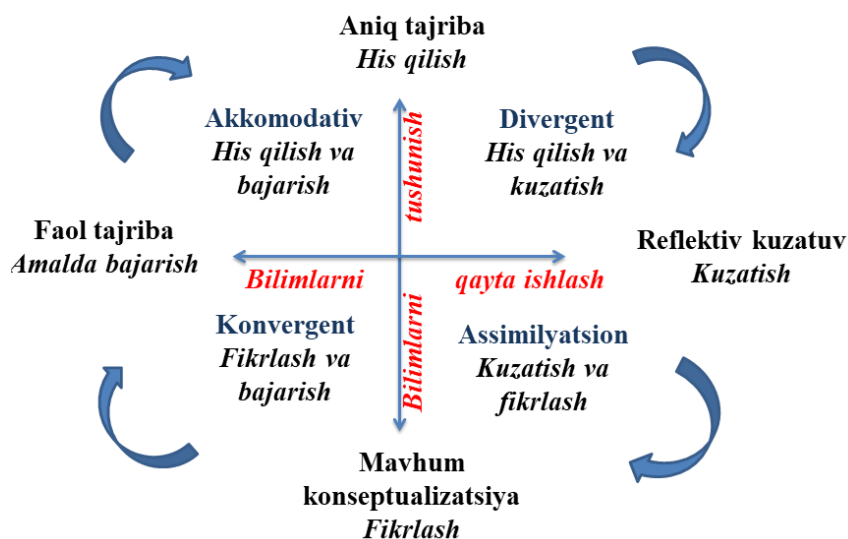 Aniq tajriba
His qilish
Akkomodativ
His qilish va
bajarish
tushunish
Divergent
His qilish va
kuzatish
Faol tajriba
Amalda bajarish
Reflektiv kuzatuv
Kuzatish
Bilimlarni
qayta ishlash
Konvergent
Fikrlash va
bajarish
Bilimlarni
Assimilyatsion
Kuzatish va
fikrlash
Mavhum
konseptualizatsiya
Fikrlash